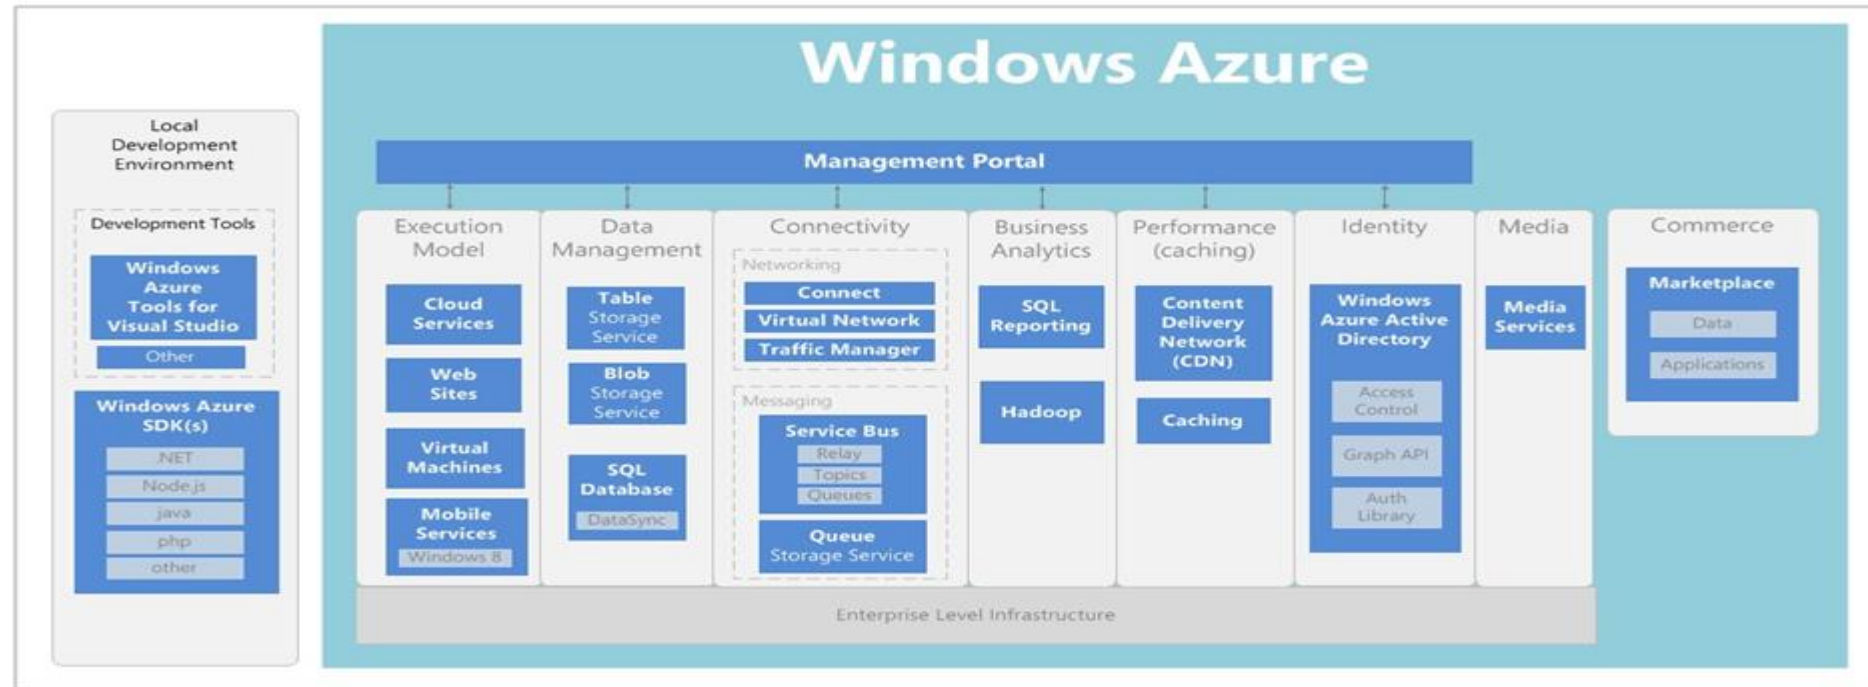 Windows Azure
Local
Development
Environment
Development Tools
Windows
Azure
Tools for
Visual Studio
Other
Windows Azure
SDK(s)
.NET
Node.js
java
php
other
Management Portal
Execution
Model
Cloud
Services
Web
Sites
Virtual
Machines
Mobile
Services
Windows 8
Data
Management
Table
Storage
Service
Blob
Storage
Service
SQL
Database
DataSync
Connectivity
Networking
Connect
Virtual Network
Traffic Manager
Messaging
Service Bus
Relay
Topics
Queues
Queue
Storage Service
Business
Analytics
SQL
Reporting
Hadoop
Performance
(caching)
Content
Delivery
Network
(CDN)
Caching
Identity
Windows
Azure Active
Directory
Access
Control
Graph API
Auth
Library
Media
Media
Services
Commerce
Marketplace
Data
Applications
Enterprise Level Infrastructure